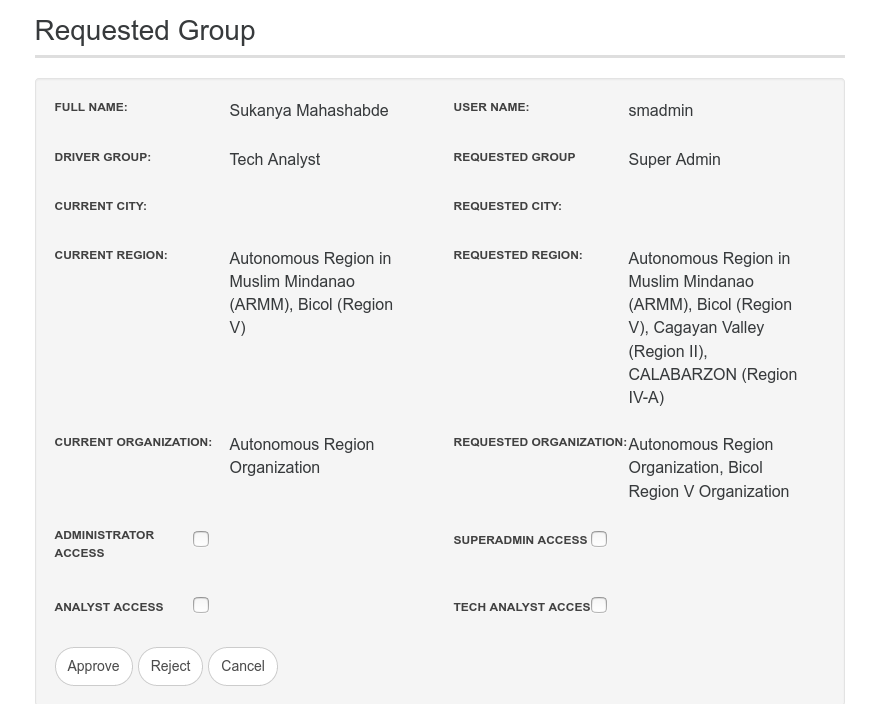 Requested Group
FULL NAME: Sukanya Mahashabde USER NAME: smadmin
DRIVER GROUP: Tech Analyst REQUESTED GROUP Super Admin
CURRENT CITY: REQUESTED CITY:
CURRENT REGION: Autonomous Region in
Muslim Mindanao
(ARMM), Bicol (Region
V)
REQUESTED REGION: Autonomous Region in
Muslim Mindanao
(ARMM), Bicol (Region
V), Cagayan Valley
(Region II),
CALABARZON (Region
IV-A)
CURRENT ORGANIZATION: Autonomous Region
Organization
REQUESTED ORGANIZATION: Autonomous Region
Organization, Bicol
Region V Organization
ADMINISTRATOR
ACCESS
SUPERADMIN ACCESS
ANALYST ACCESS TECH ANALYST ACCES
Approve Reject Cancel